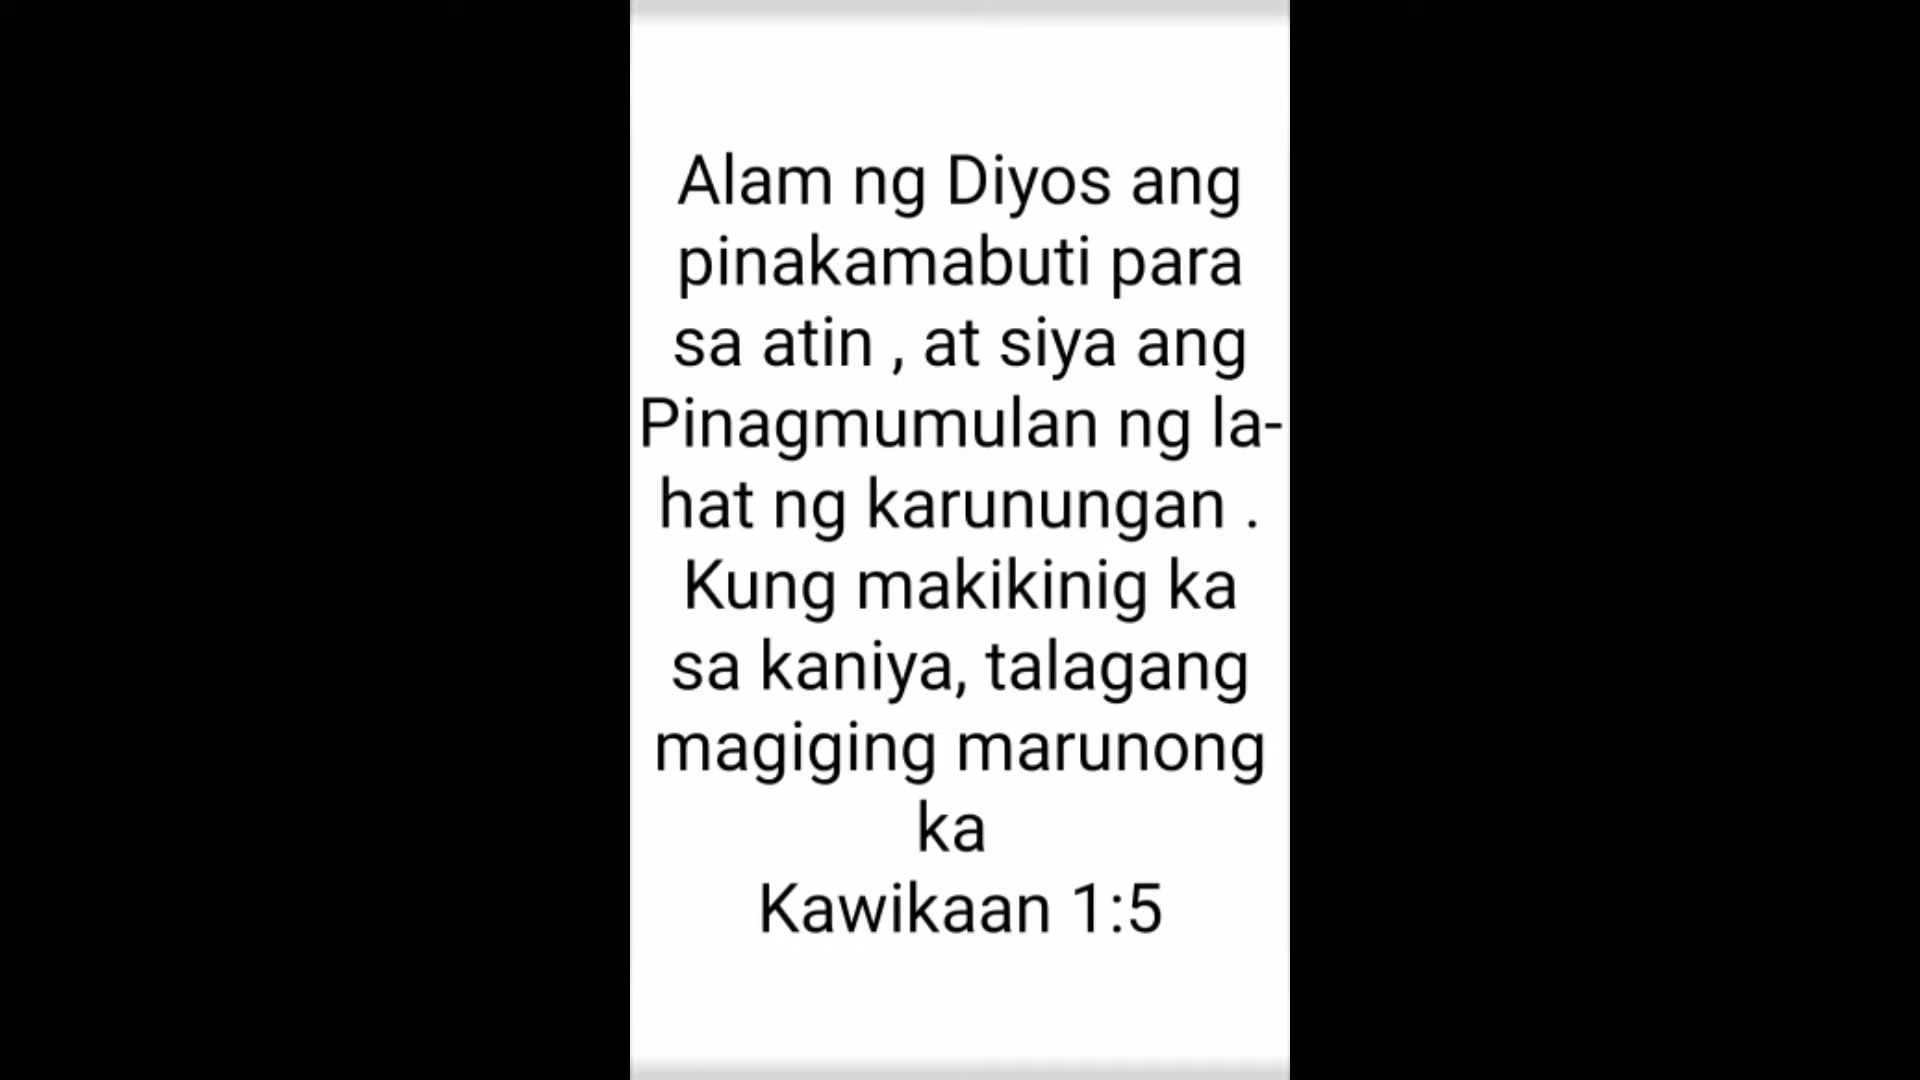 Alam ng Diyos ang
pinakamabuti para
sa atin , at siya ang
Pinagmumulan ng la-
hat ng karunungan .
Kung makikinig ka
sa kaniya, talagang
magiging marunong
ka
Kawikaan 1:5